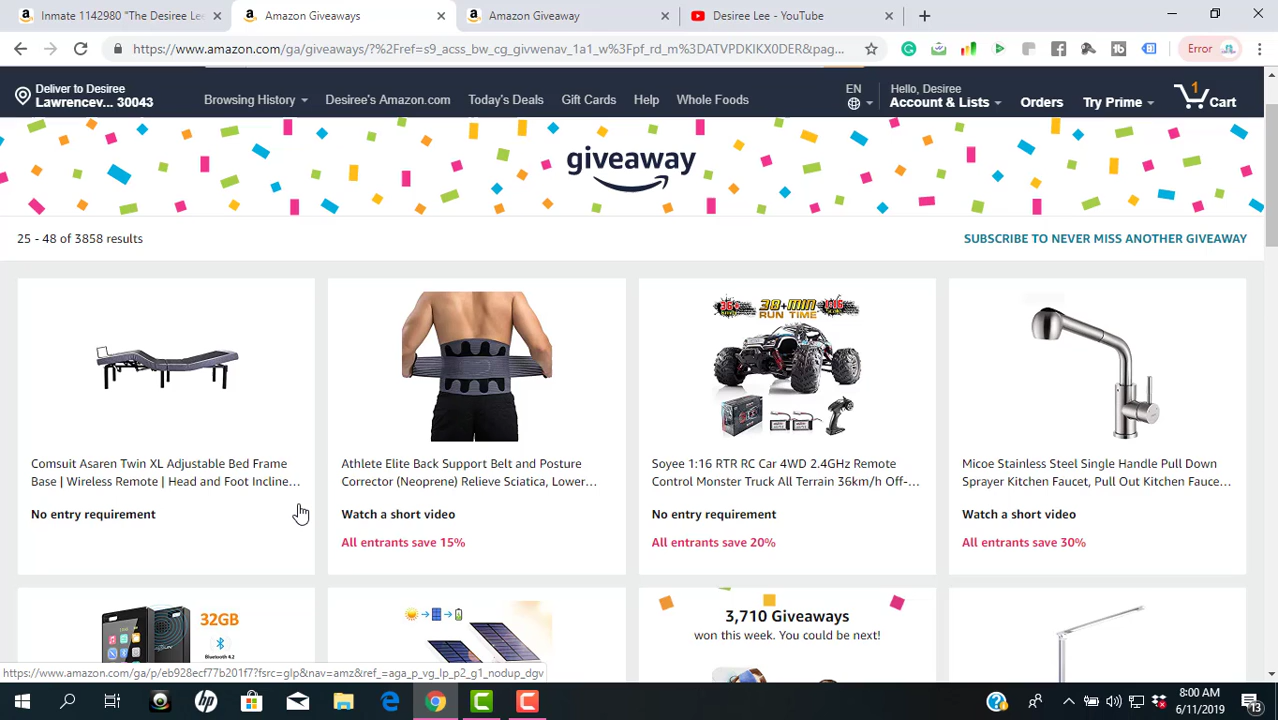 Inmate 1142980 "The Desiree Le
Amazon Giveaways
Amazon Giveaway
Desiree Lee - YouTube
https://www.amazon.com/ga/giveaways/?%2Fref=s9_acss_bw_cg_givwenav_1a1_w%3Fpf_rd_m%3DATVPDKIKX0DER&pag...
Error
Deliver to Desiree
Lawrencev... 30043
Browsing History
Desiree's Amazon.com
Today's Deals
Gift Cards
Help
Whole Foods
EN
Hello, Desiree
Account & Lists
Orders
Try Prime
1
Cart
giveaway
25 - 48 of 3858 results
SUBSCRIBE TO NEVER MISS ANOTHER GIVEAWAY
Comsuit Asaren Twin XL Adjustable Bed Frame
Base | Wireless Remote | Head and Foot Incline...
No entry requirement
Athlete Elite Back Support Belt and Posture
Corrector (Neoprene) Relieve Sciatica, Lower...
Watch a short video
All entrants save 15%
30+MIN
RUN TIME
1:16
Soyee 1:16 RTR RC Car 4WD 2.4GHz Remote
Control Monster Truck All Terrain 36km/h Off-...
No entry requirement
All entrants save 20%
Micoe Stainless Steel Single Handle Pull Down
Sprayer Kitchen Faucet, Pull Out Kitchen Fauce...
Watch a short video
All entrants save 30%
32GB
Bluetooth 4.2
3,710 Giveaways
won this week. You could be next!
https://www.amazon.com/ga/p/eb928ecf77b201f7?fsrc=glp&nav=amz&ref_=aga_p_vg_lp_p2_g1_nodup_dgv
8:00 AM
6/11/2019
13